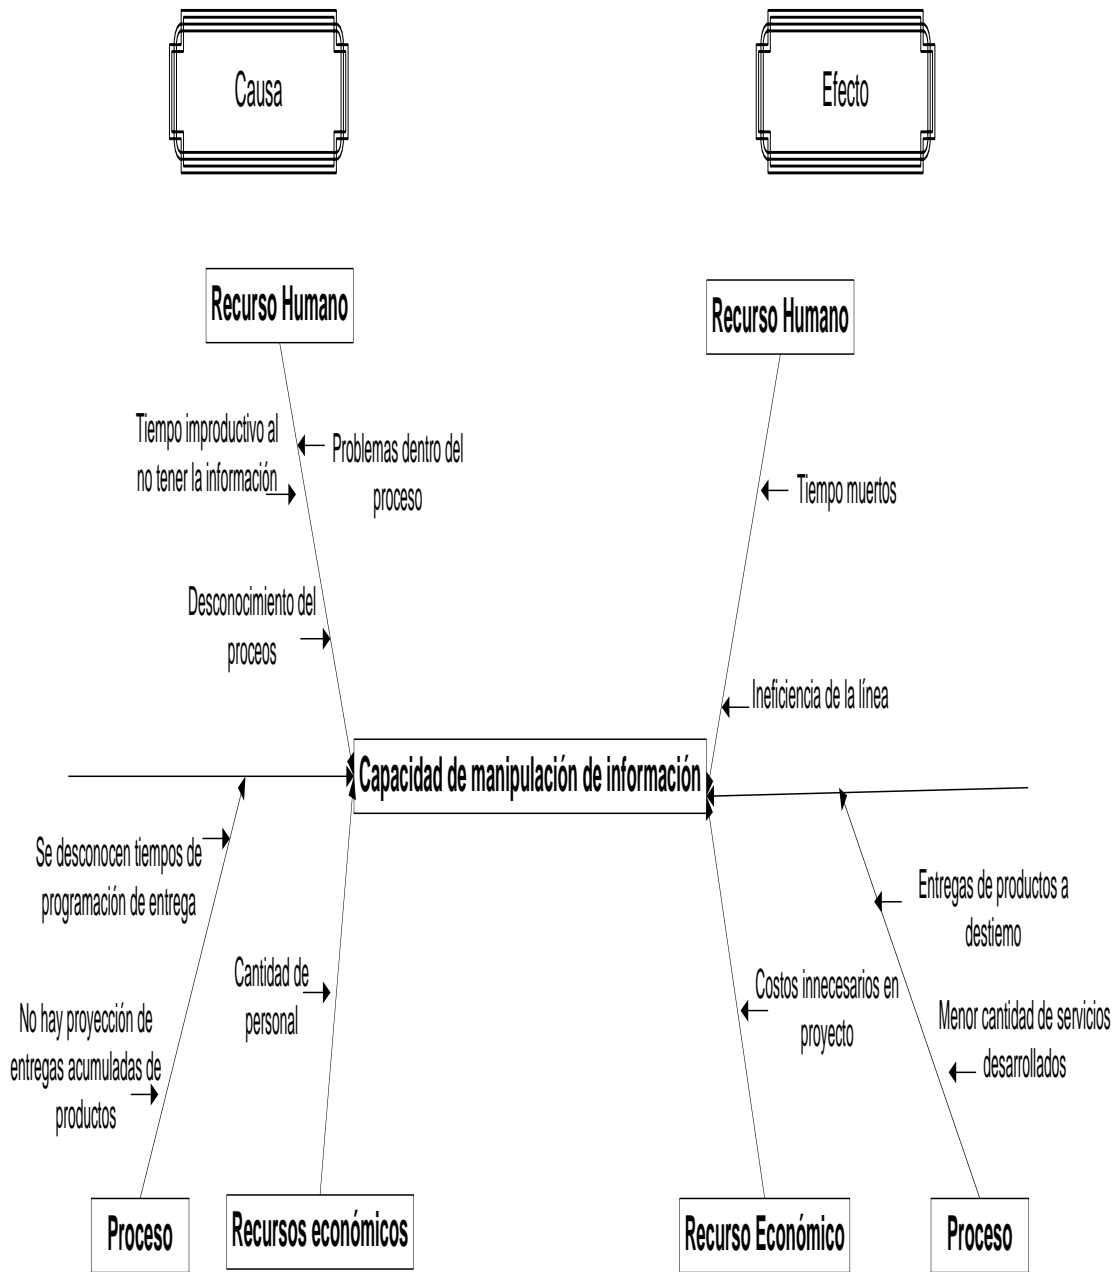 Causa
Efecto
Recurso Humano
Recurso Humano
Tiempo improductivo al
no tener la información
Problemas dentro del
proceso
Tiempo muertos
Desconocimiento del
proceos
Ineficiencia de la línea
Capacidad de manipulación de información
Se desconocen tiempos de
programación de entrega
Entregas de productos a
destiemo
Cantidad de
personal
Costos innecesarios en
proyecto
No hay proyección de
entregas acumuladas de
productos
Menor cantidad de servicios
desarrollados
Proceso
Recursos económicos
Recurso Económico
Proceso